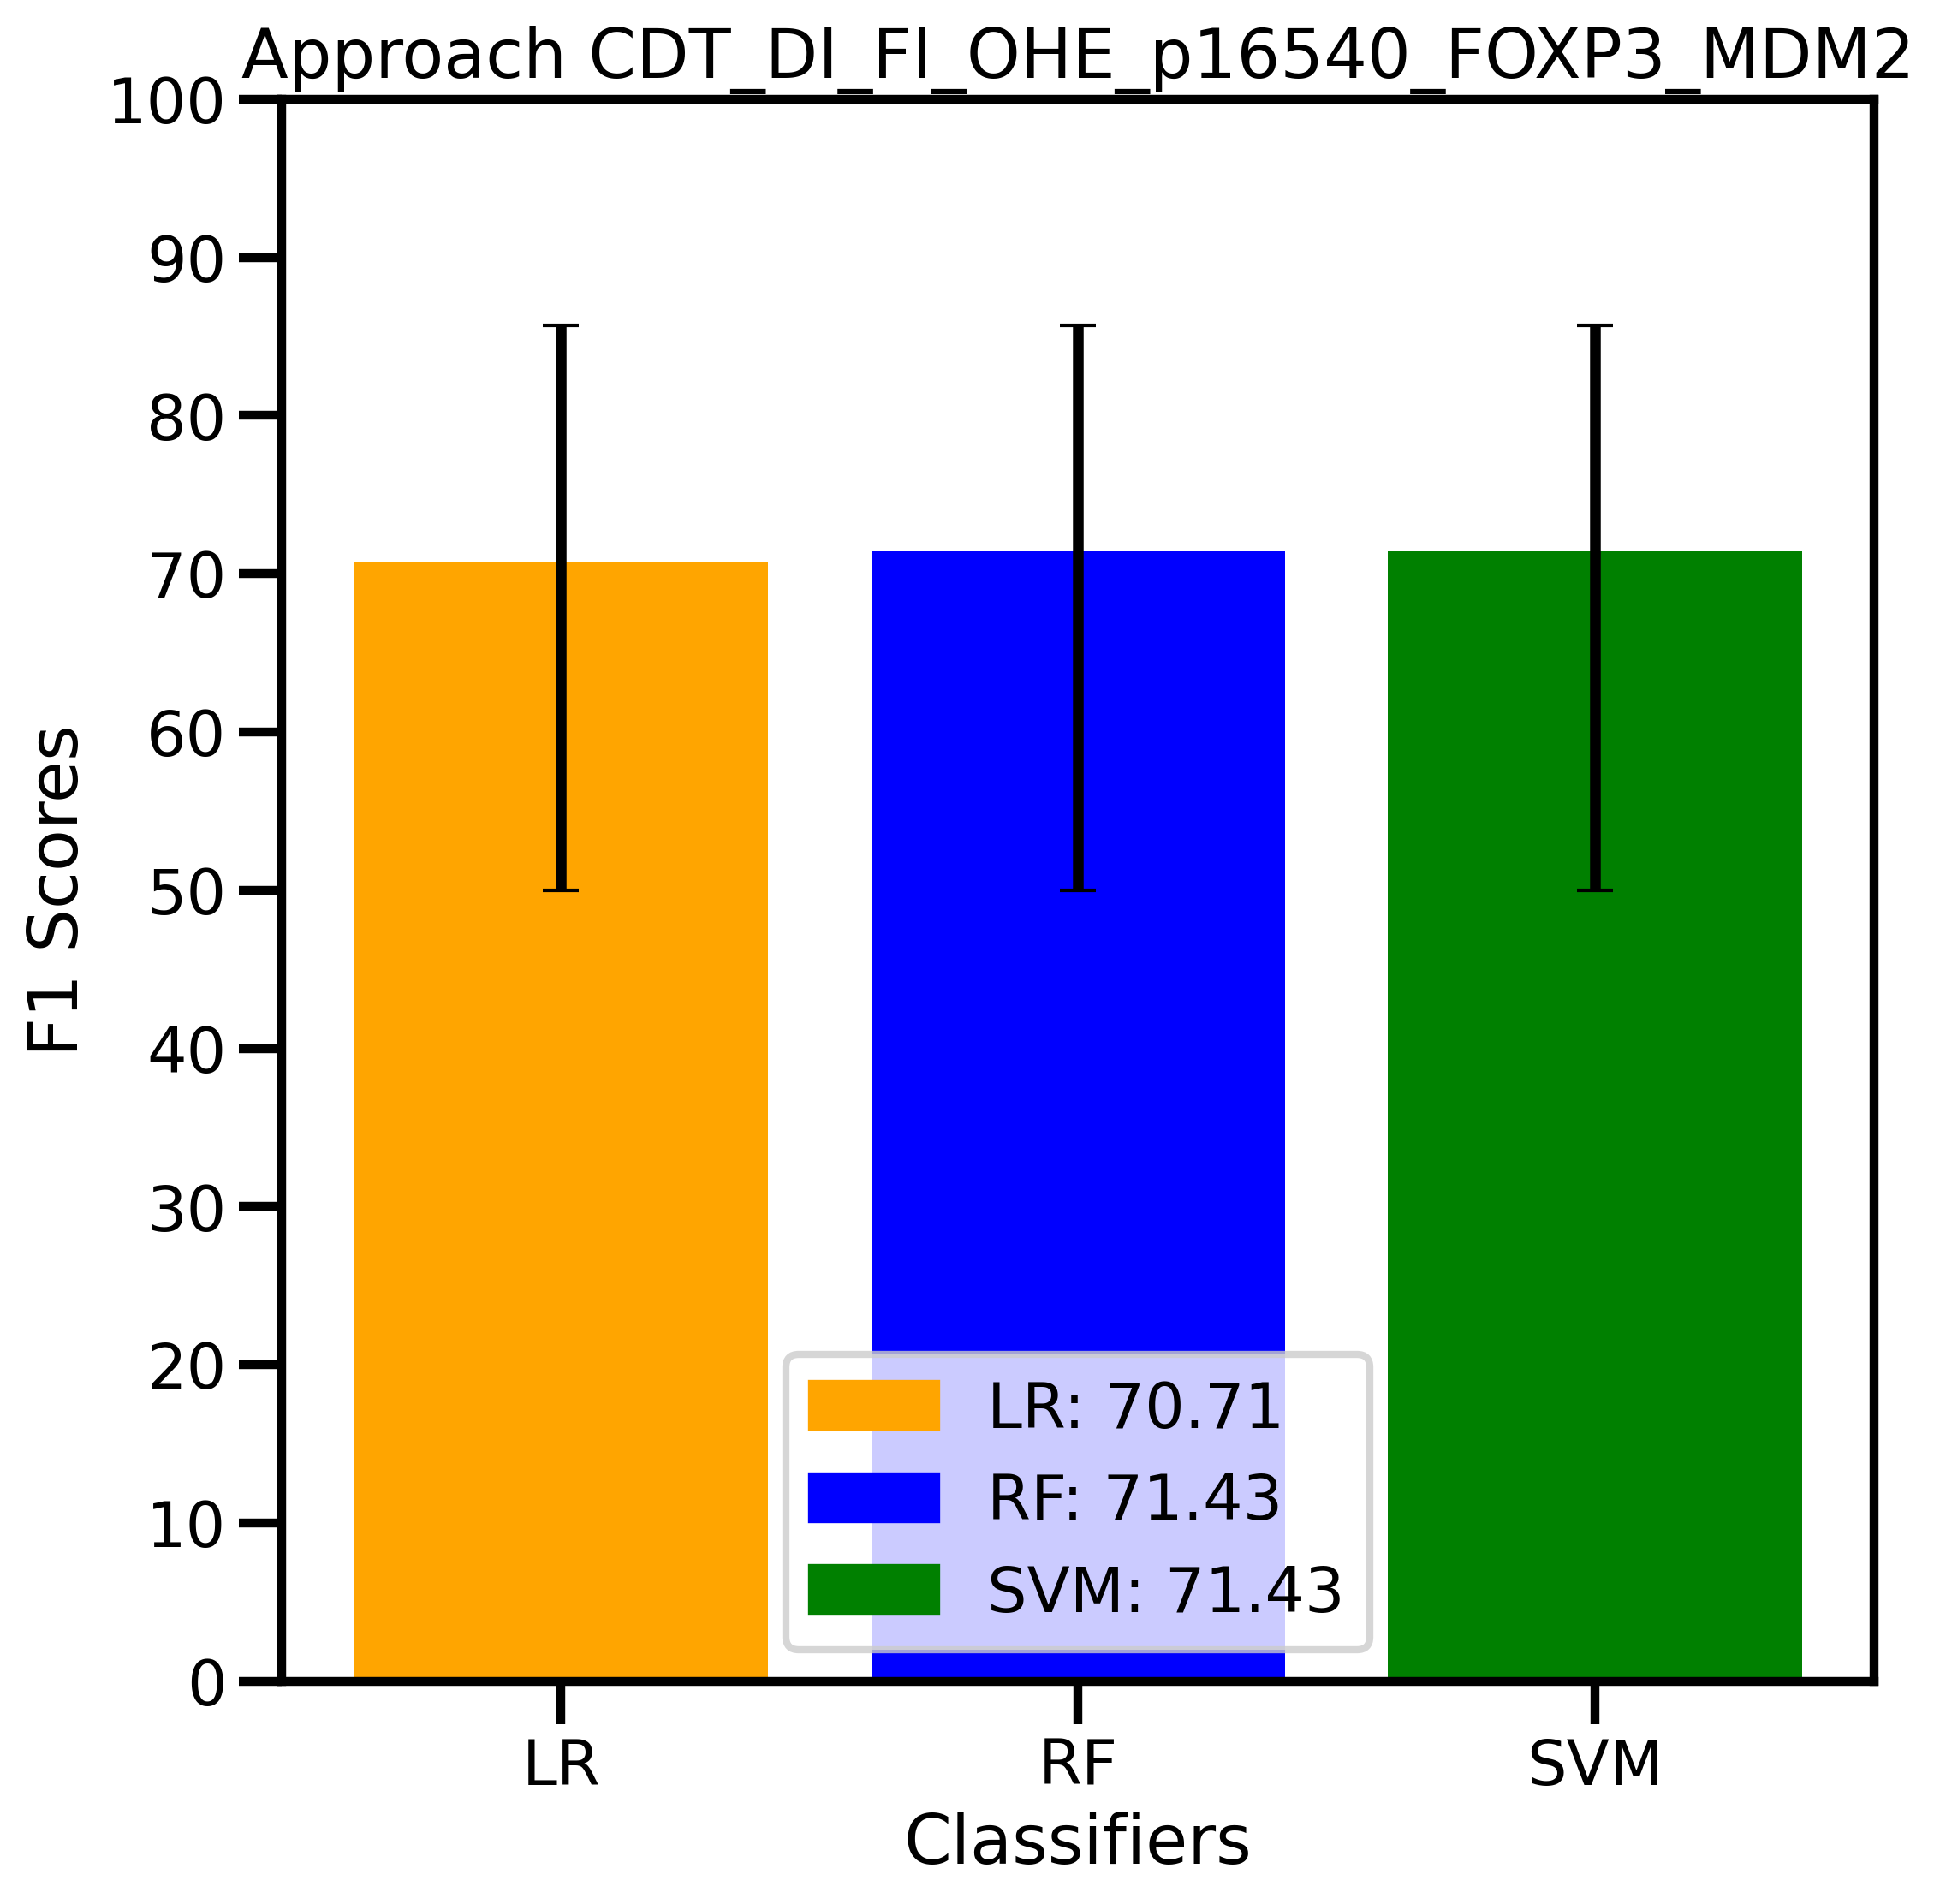 Approach CDT_DI_FI_OHE_p16540_FOXP3_MDM2
100
90
80
70
60
50
40
30
20
10
0
F1 Scores
LR: 70.71
RF: 71.43
SVM: 71.43
LR RF SVM
Classifiers